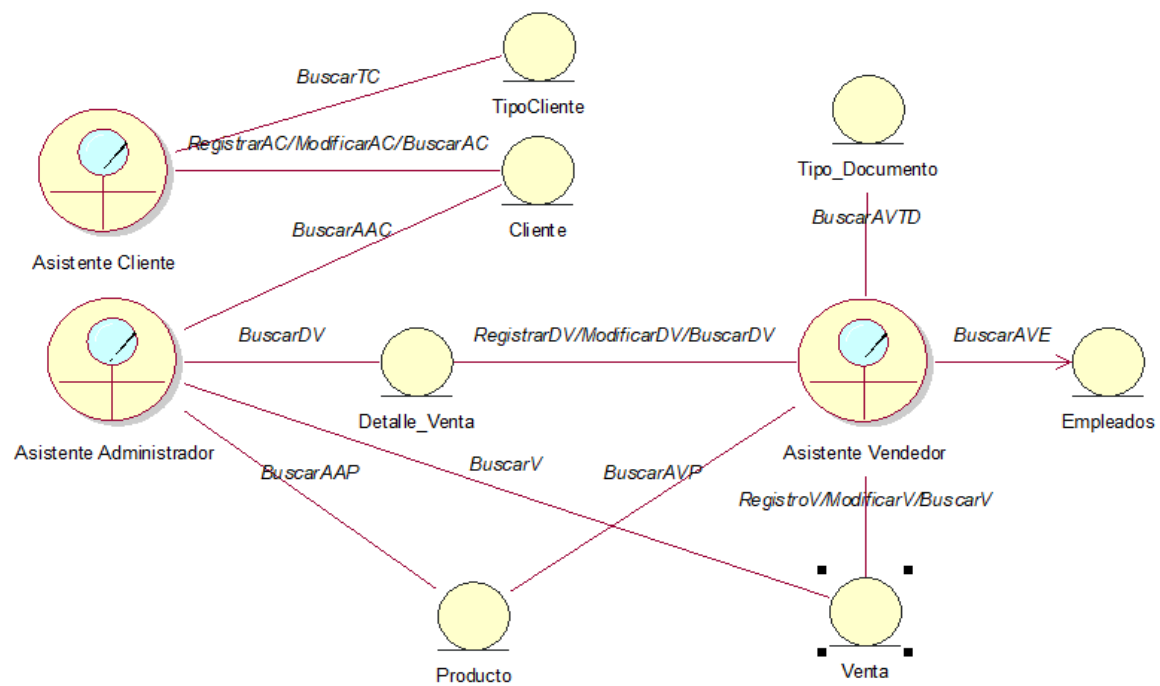 BuscarTC
TipoCliente
RegistrarAC/ModificarAC/BuscarAC
Tipo_Documento
BuscarAVTD
BuscarAAC
Cliente
Asistente Cliente
BuscarDV
RegistrarDV/ModificarDV/BuscarDV
BuscarAVE
Detalle_Venta
Empleados
Asistente Administrador
Asistente Vendedor
BuscarAAP
BuscarV
BuscarAVP
RegistroV/ModificarV/BuscarV
Producto
Venta